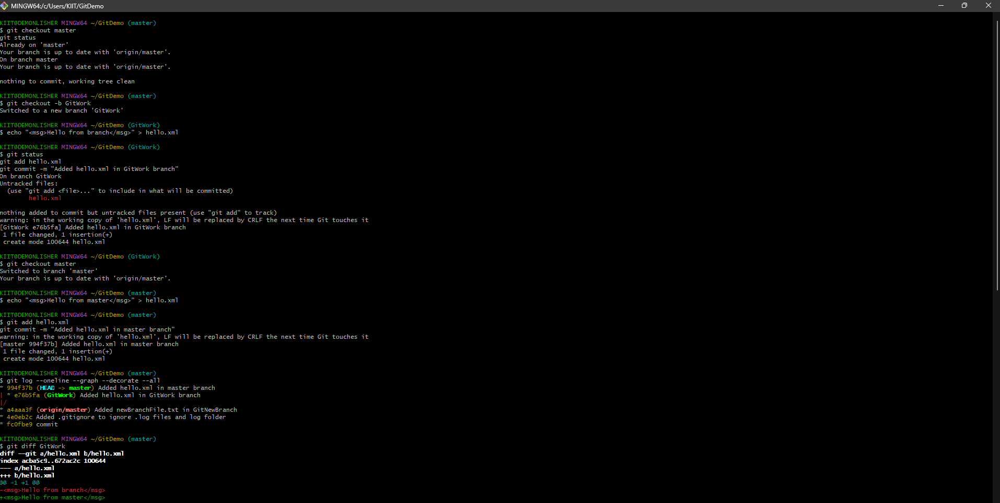 MINGW64:/c/Users/KIIT/GitDemo
KIIT@DEMONLISHER MINGW64 ~/GitDemo (master)
$ git checkout master
git status
Already on 'master'
Your branch is up to date with 'origin/master'.
On branch master
Your branch is up to date with 'origin/master'.
nothing to commit, working tree clean
KIIT@DEMONLISHER MINGW64 ~/GitDemo (master)
$ git checkout -b GitWork
Switched to a new branch 'GitWork'
KIIT@DEMONLISHER MINGW64 ~/GitDemo (GitWork)
$ echo "<msg>Hello from branch</msg>" > hello.xml
KIIT@DEMONLISHER MINGW64 ~/GitDemo (GitWork)
$ git status
git add hello.xml
git commit -m "Added hello.xml in GitWork branch"
On branch GitWork
Untracked files:
  (use "git add <file>..." to include in what will be committed)
        hello.xml
nothing added to commit but untracked files present (use "git add" to track)
warning: in the working copy of 'hello.xml', LF will be replaced by CRLF the next time Git touches it
[GitWork e76b5fa] Added hello.xml in GitWork branch
 1 file changed, 1 insertion(+)
 create mode 100644 hello.xml
KIIT@DEMONLISHER MINGW64 ~/GitDemo (GitWork)
$ git checkout master
Switched to branch 'master'
Your branch is up to date with 'origin/master'.
KIIT@DEMONLISHER MINGW64 ~/GitDemo (master)
$ echo "<msg>Hello from master</msg>" > hello.xml
KIIT@DEMONLISHER MINGW64 ~/GitDemo (master)
$ git add hello.xml
git commit -m "Added hello.xml in master branch"
warning: in the working copy of 'hello.xml', LF will be replaced by CRLF the next time Git touches it
[master 994f37b] Added hello.xml in master branch
 1 file changed, 1 insertion(+)
 create mode 100644 hello.xml
KIIT@DEMONLISHER MINGW64 ~/GitDemo (master)
$ git log --oneline --graph --decorate --all
* 994f37b (HEAD -> master) Added hello.xml in master branch
| * e76b5fa (GitWork) Added hello.xml in GitWork branch
|/
* a4aaa3f (origin/master) Added newBranchFile.txt in GitNewBranch
* 4e0eb2c Added .gitignore to ignore .log files and log folder
* fc0fbe9 commit
KIIT@DEMONLISHER MINGW64 ~/GitDemo (master)
$ git diff GitWork
diff --git a/hello.xml b/hello.xml
index acba5c9..672ac2c 100644
--- a/hello.xml
+++ b/hello.xml
@@ -1 +1 @@
-<msg>Hello from branch</msg>
+<msg>Hello from master</msg>